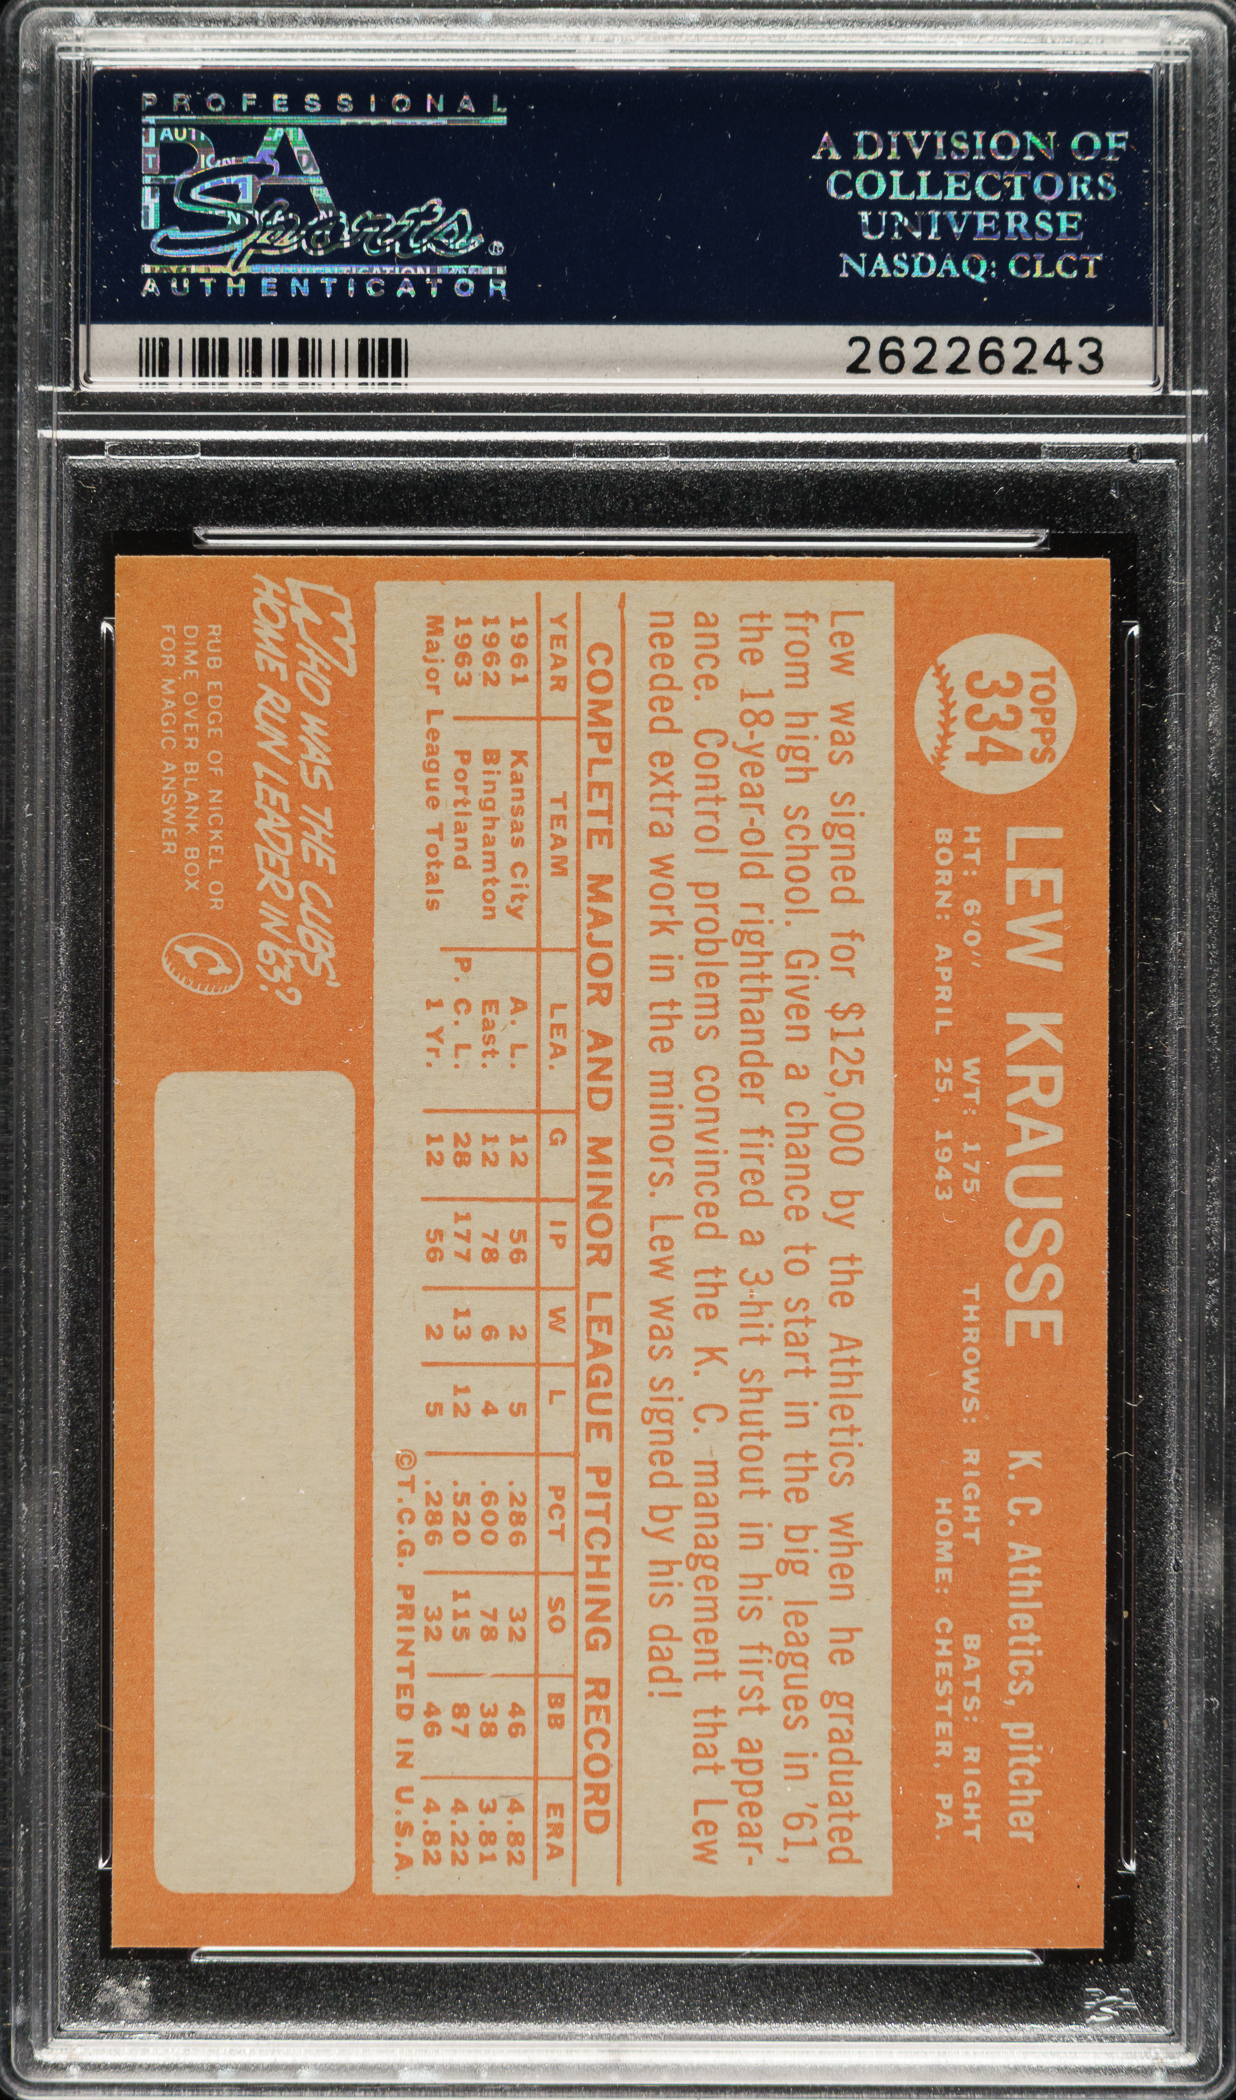 PROFESSIONAL
PSA
Sports®
AUTHENTICATOR
A DIVISION OF
COLLECTORS
UNIVERSE
NASDAQ: CLCT
26226243
TOPPS
334
LEW KRAUSSE K. C. Athletics, pitcher
HT: 6'0" WT: 175 THROWS: RIGHT BATS: RIGHT
BORN: APRIL 25, 1943 HOME: CHESTER, PA.
Lew was signed for $125,000 by the Athletics when he graduated
from high school. Given a chance to start in the big leagues in '61,
the 18-year-old righthander fired a 3-hit shutout in his first appear-
ance. Control problems convinced the K. C. management that Lew
needed extra work in the minors. Lew was signed by his dad!
COMPLETE MAJOR AND MINOR LEAGUE PITCHING RECORD
YEAR TEAM LEA. G IP W L PCT SO BB ERA
1961 Kansas City A. L. 12 56 2 5 .286 32 46 4.82
1962 Binghamton East. 12 78 6 4 .600 78 38 3.81
1963 Portland P. C. L. 28 177 13 12 .520 115 87 4.22
Major League Totals 1 Yr. 12 56 2 5 .286 32 46 4.82
©T.C.G. PRINTED IN U.S.A.
WHO WAS THE CUBS'
HOME RUN LEADER IN 63?
RUB EDGE OF NICKEL OR
DIME OVER BLANK BOX
FOR MAGIC ANSWER
C